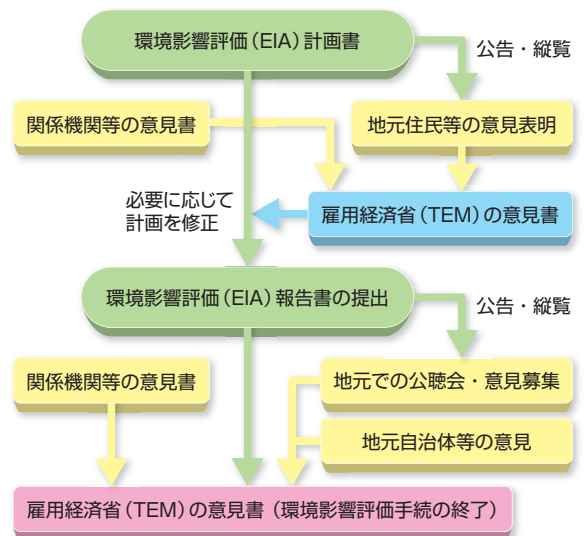 環境影響評価(EIA)計画書
公告・縦覧
関係機関等の意見書
地元住民等の意見表明
必要に応じて
計画を修正
雇用経済省(TEM)の意見書
環境影響評価(EIA)報告書の提出
公告・縦覧
関係機関等の意見書
地元での公聴会・意見募集
地元自治体等の意見
雇用経済省(TEM)の意見書(環境影響評価手続の終了)